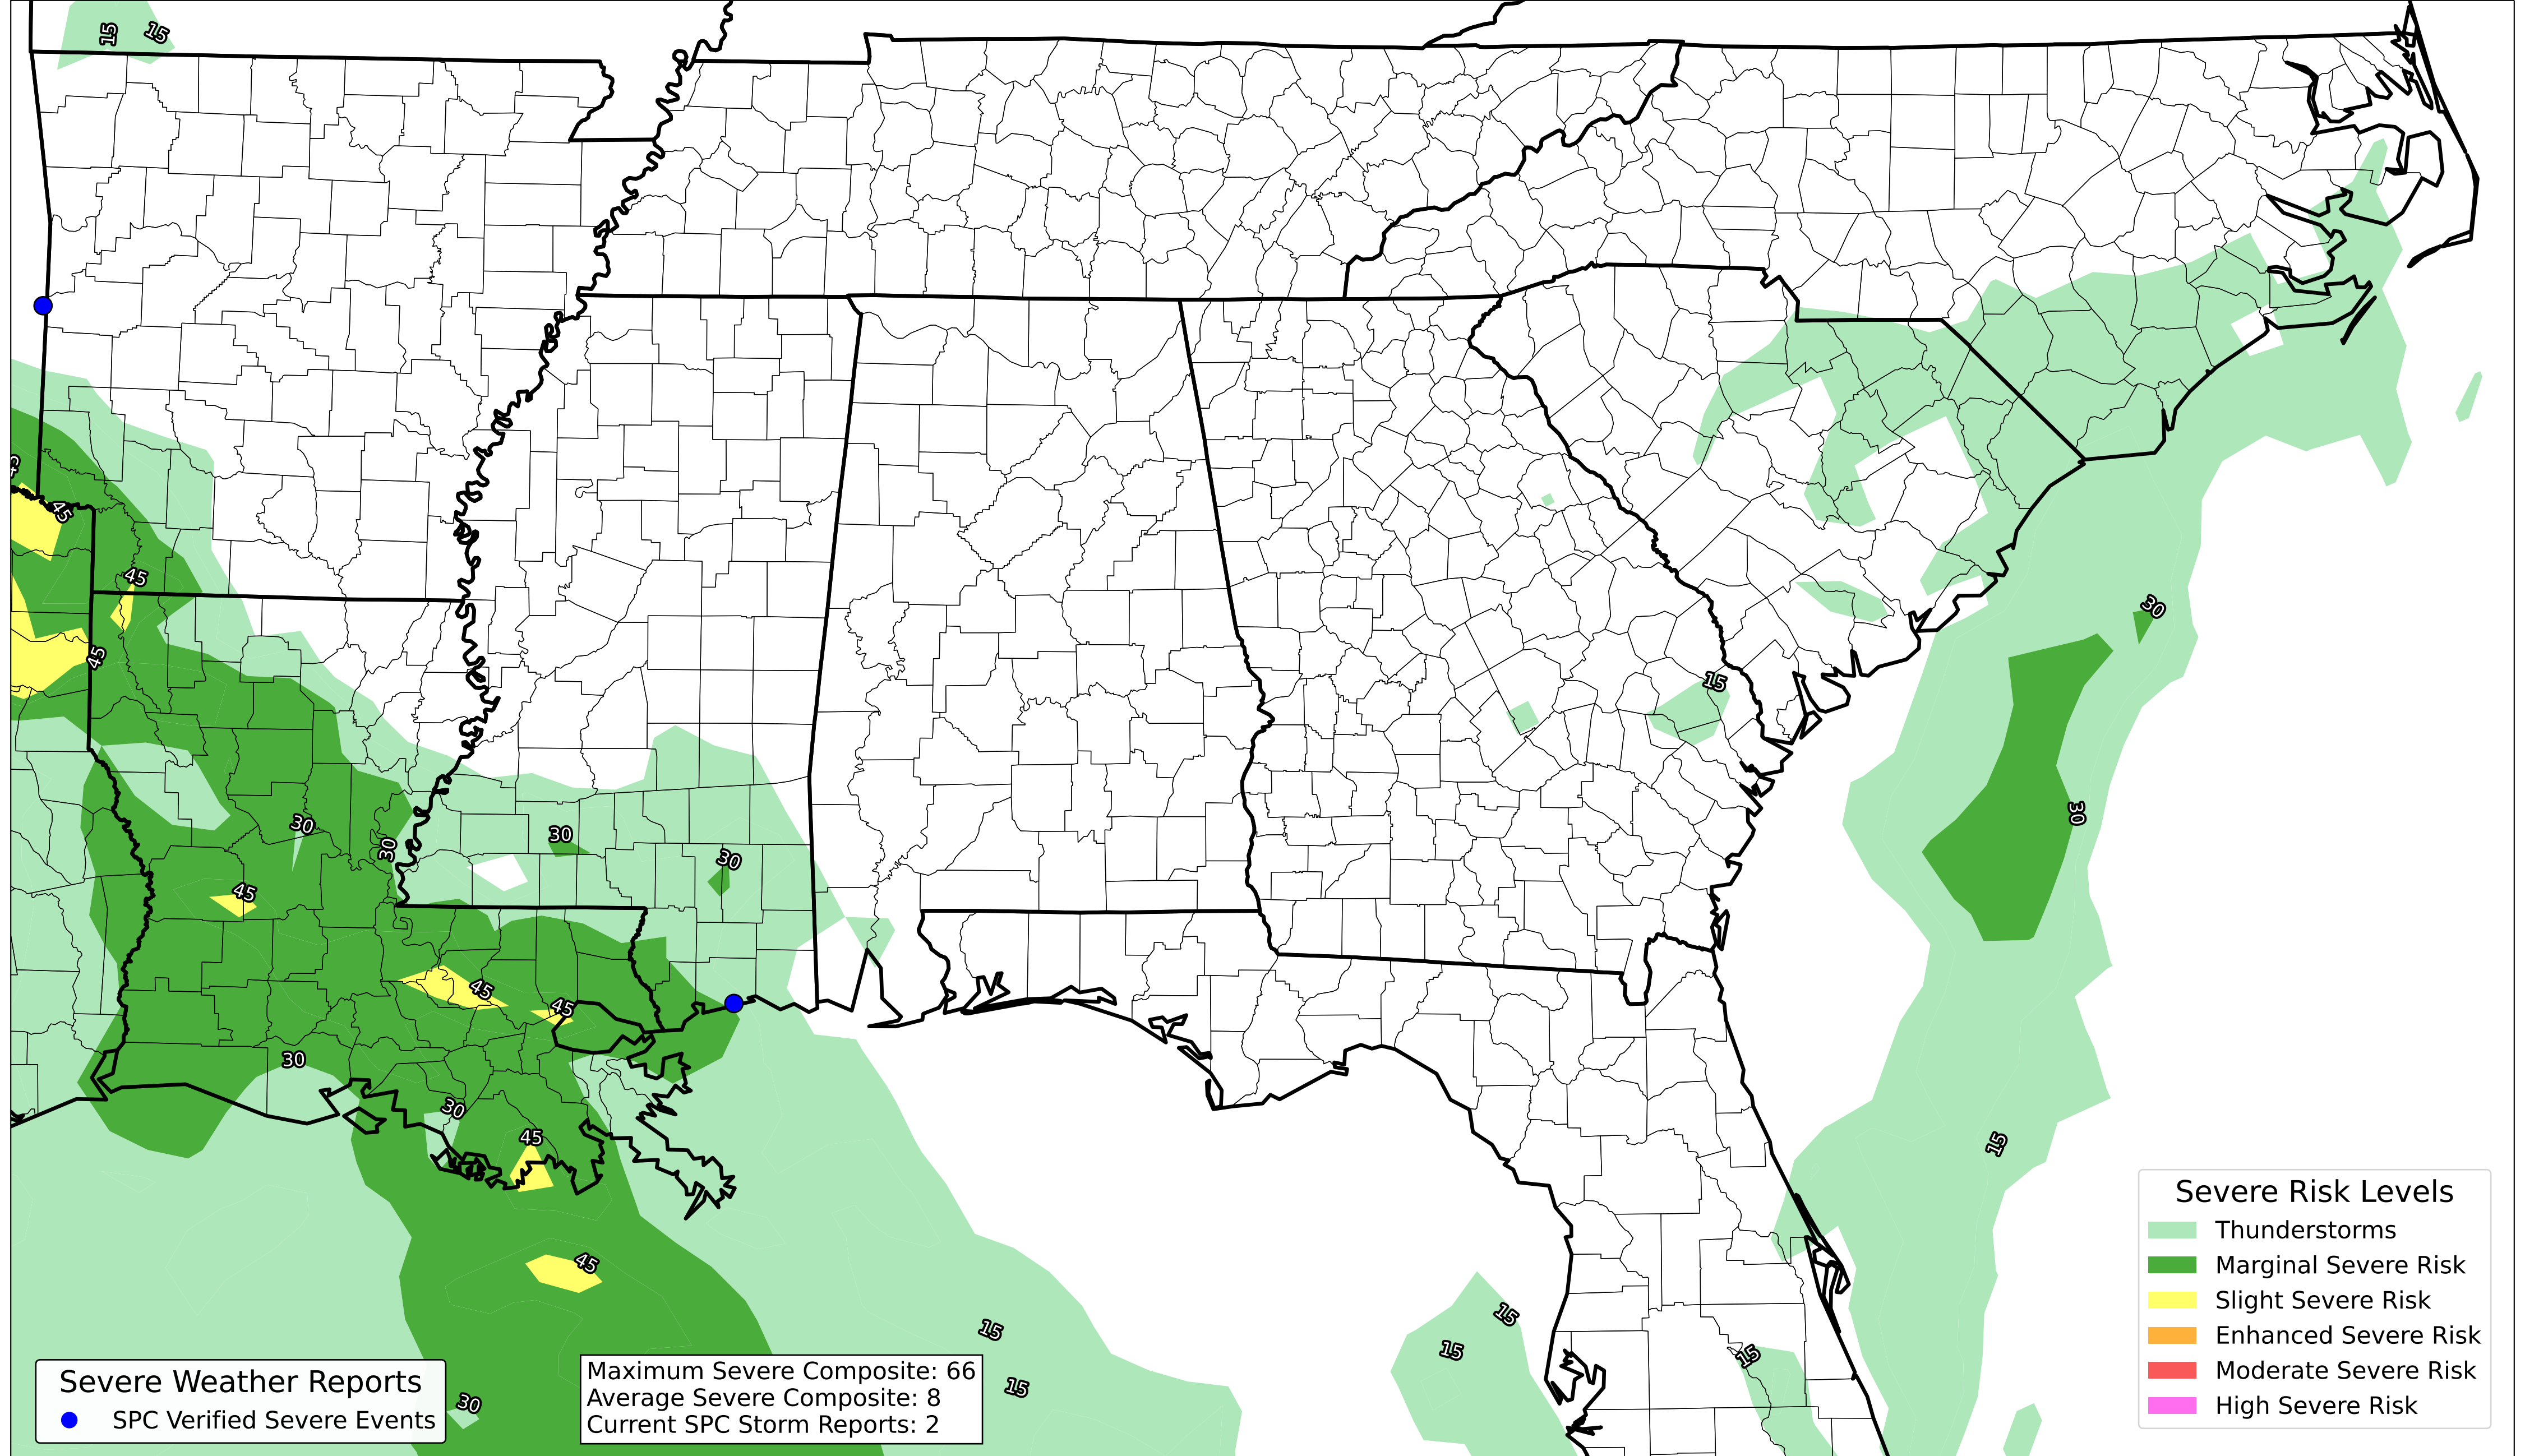 15
15
45
45
45
45
30
30
30
30
45
45
45
30
30
45
45
30
15
30
30
15
15
15
15
15
15
Severe Weather Reports
SPC Verified Severe Events
Maximum Severe Composite: 66
Average Severe Composite: 8
Current SPC Storm Reports: 2
Severe Risk Levels
Thunderstorms
Marginal Severe Risk
Slight Severe Risk
Enhanced Severe Risk
Moderate Severe Risk
High Severe Risk